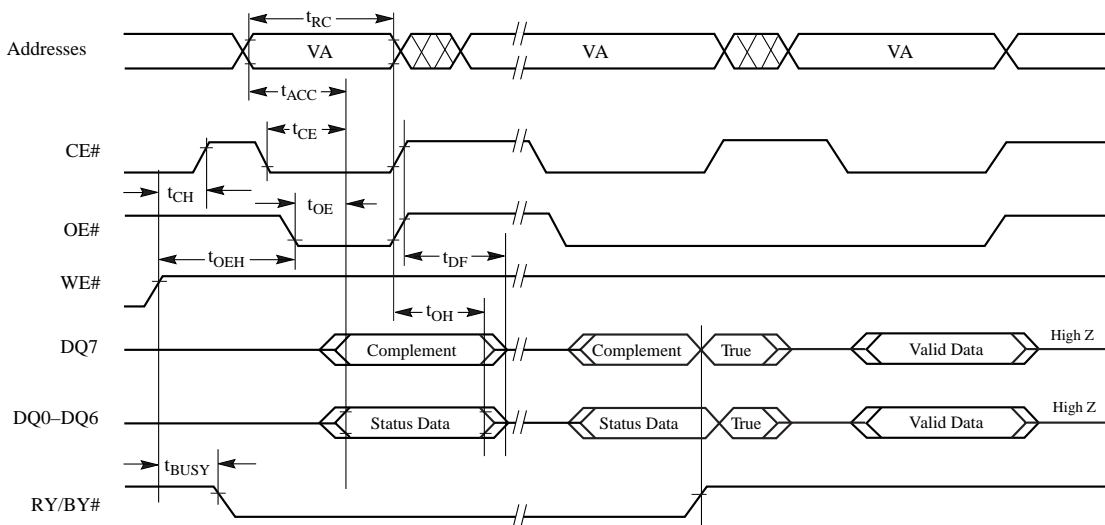 tRC
Addresses VA VA VA
tACC
tCE
CE#
tCH
tOE
OE#
tOEH tDF
WE#
tOH
DQ7 Complement Complement True Valid Data High Z
DQ0–DQ6 Status Data Status Data True Valid Data High Z
tBUSY
RY/BY#